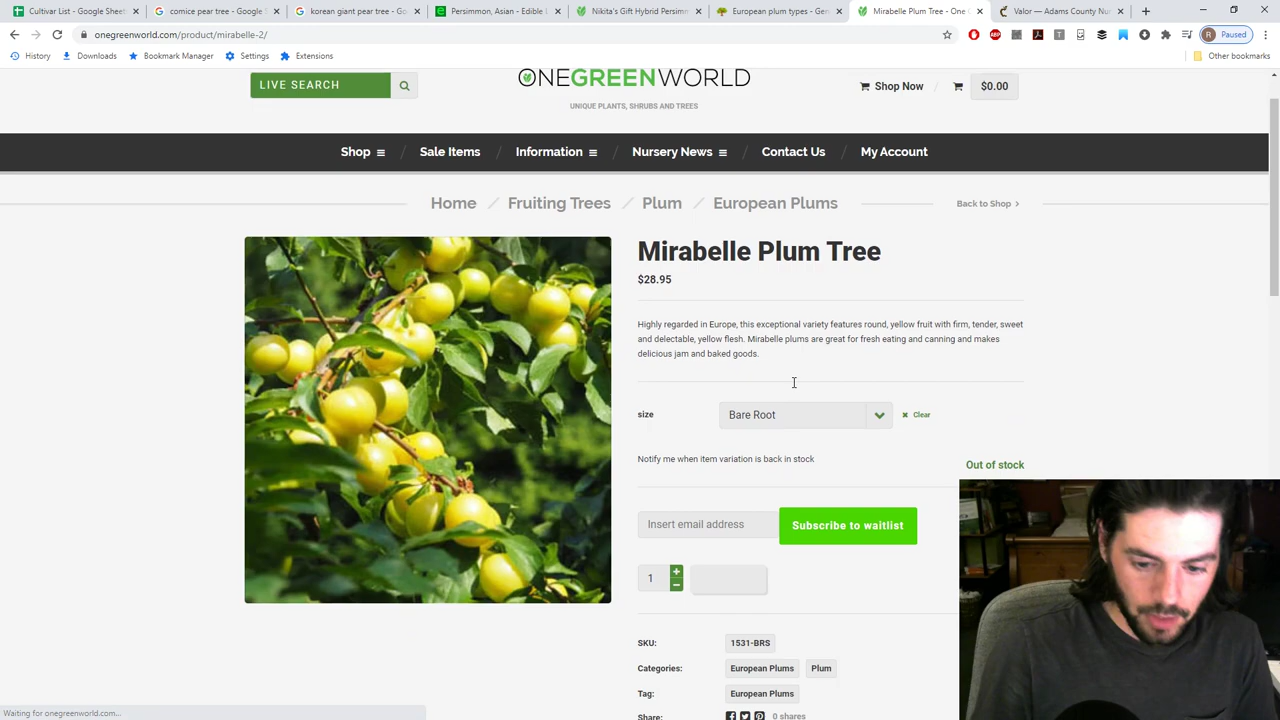 Cultivar List - Google Sheets
comice pear tree - Google S
korean giant pear tree - Go
Persimmon, Asian - Edible L
Nikita's Gift Hybrid Persimm
European plum types - Gen
Mirabelle Plum Tree - One G
Valor — Adams County Nur
onegreenworld.com/product/mirabelle-2/
Paused
History
Downloads
Bookmark Manager
Settings
Extensions
Other bookmarks
LIVE SEARCH
ONEGREENWORLD
UNIQUE PLANTS, SHRUBS AND TREES
Shop Now
$0.00
Shop
Sale Items
Information
Nursery News
Contact Us
My Account
Home / Fruiting Trees / Plum / European Plums
Back to Shop >
Mirabelle Plum Tree
$28.95
Highly regarded in Europe, this exceptional variety features round, yellow fruit with firm, tender, sweet
and delectable, yellow flesh. Mirabelle plums are great for fresh eating and canning and makes
delicious jam and baked goods.
size
Bare Root
Clear
Notify me when item variation is back in stock
Out of stock
Insert email address
Subscribe to waitlist
1
SKU:
1531-BRS
Categories:
European Plums
Plum
Tag:
European Plums
Share:
0 shares
Waiting for onegreenworld.com...